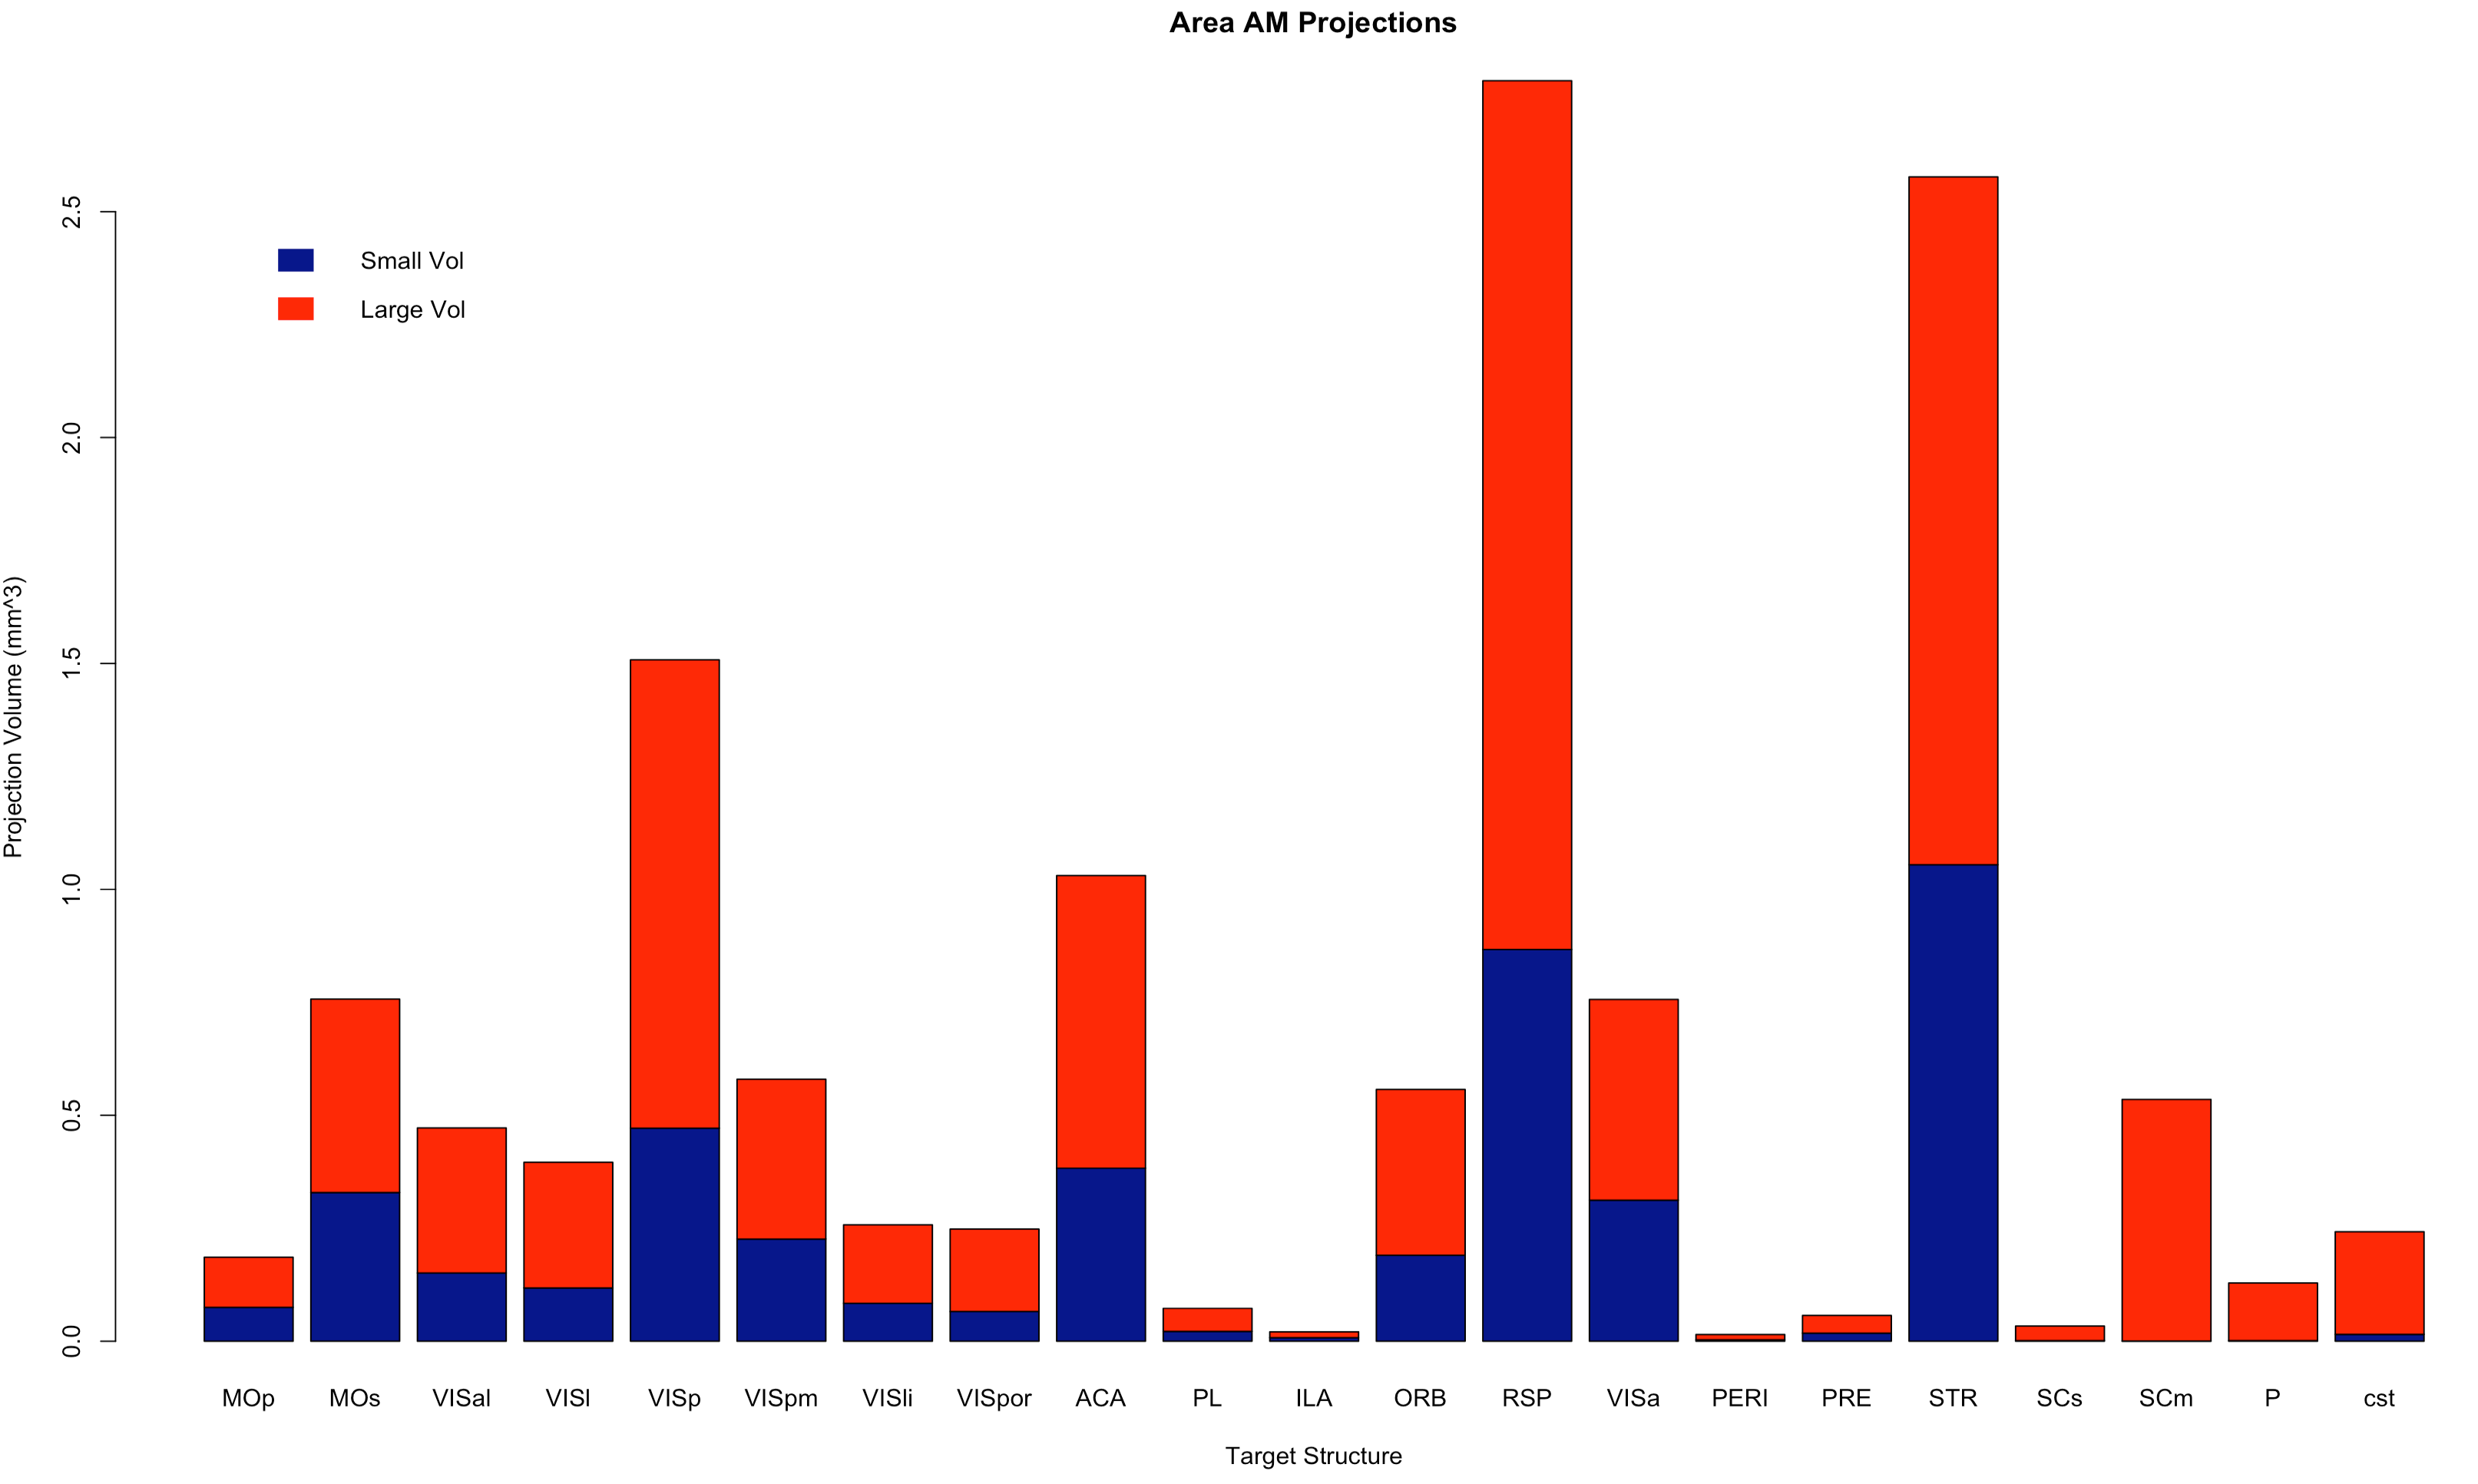 Area AM Projections
Projection Volume (mm^3)
2.5
2.0
1.5
1.0
0.5
0.0
Small Vol
Large Vol
MOp MOs VISal VISl VISp VISpm VISli VISpor ACA PL ILA ORB RSP VISa PERI PRE STR SCs SCm P cst
Target Structure